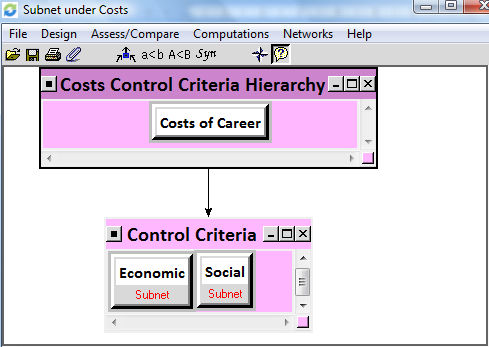 Subnet under Costs
File Design Assess/Compare Computations Networks Help
a<b A<B Syn
Costs Control Criteria Hierarchy
Costs of Career
Control Criteria
Economic Social
Subnet Subnet